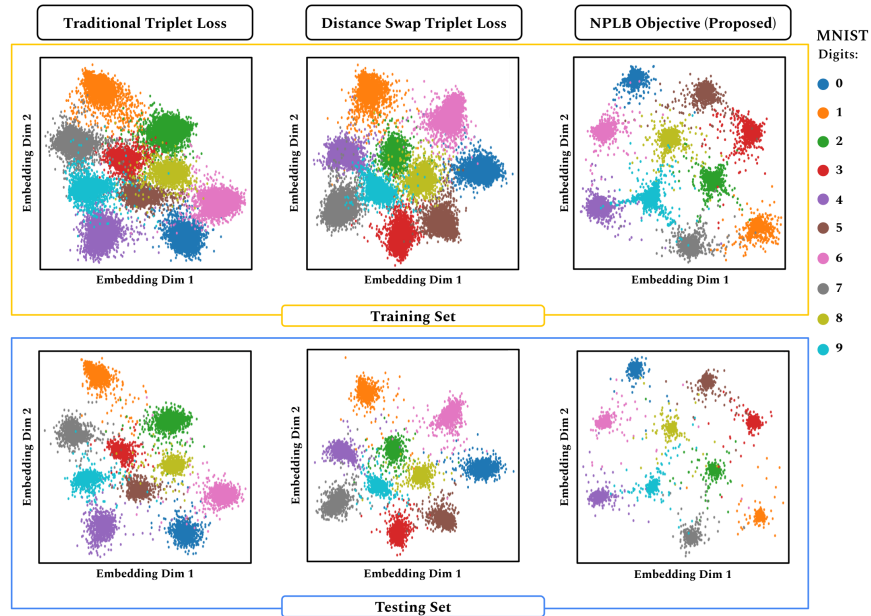 Traditional Triplet Loss
Distance Swap Triplet Loss
NPLB Objective (Proposed)
MNIST
Digits:
0
1
2
3
4
5
6
7
8
9
Embedding Dim 2
Embedding Dim 1
Embedding Dim 2
Embedding Dim 1
Embedding Dim 2
Embedding Dim 1
Training Set
Embedding Dim 2
Embedding Dim 1
Embedding Dim 2
Embedding Dim 1
Embedding Dim 2
Embedding Dim 1
Testing Set